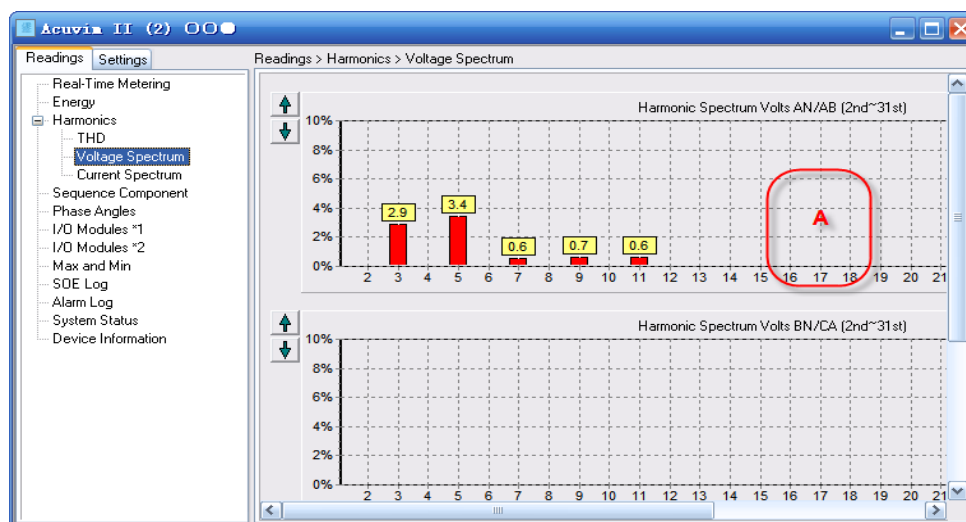 Acuvim II (2)
Readings Settings
Real-Time Metering
Energy
Harmonics
THD
Voltage Spectrum
Current Spectrum
Sequence Component
Phase Angles
I/O Modules *1
I/O Modules *2
Max and Min
SOE Log
Alarm Log
System Status
Device Information
Readings > Harmonics > Voltage Spectrum
Harmonic Spectrum Volts AN/AB (2nd~31st)
10%
8%
6%
4%
2%
0%
2.9 3.4 0.6 0.7 0.6
A
2 3 4 5 6 7 8 9 10 11 12 13 14 15 16 17 18 19 20 21
Harmonic Spectrum Volts BN/CA (2nd~31st)
10%
8%
6%
4%
2%
0%
2 3 4 5 6 7 8 9 10 11 12 13 14 15 16 17 18 19 20 21